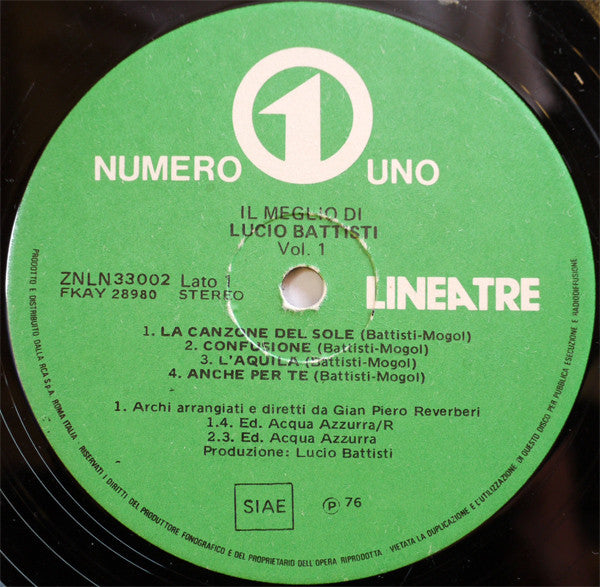 1
NUMERO UNO
IL MEGLIO DI
LUCIO BATTISTI
Vol. 1
ZNLN33002 Lato 1
FKAY 28980 STEREO
LINEATRE
1. LA CANZONE DEL SOLE (Battisti-Mogol)
2. CONFUSIONE (Battisti-Mogol)
3. L'AQUILA (Battisti-Mogol)
4. ANCHE PER TE (Battisti-Mogol)
1. Archi arrangiati e diretti da Gian Piero Reverberi
1.4. Ed. Acqua Azzurra/R
2.3. Ed. Acqua Azzurra
Produzione: Lucio Battisti
SIAE
℗ 76
PRODOTTO E DISTRIBUITO DALLA RCA S.p.A. ROMA ITALIA - RISERVATI I DIRITTI DEL PRODUTTORE FONOGRAFICO E DEL PROPRIETARIO DELL'OPERA RIPRODOTTA - VIETATA LA DUPLICAZIONE E L'UTILIZZAZIONE DI QUESTO DISCO PER PUBBLICA ESECUZIONE E RADIODIFFUSIONE